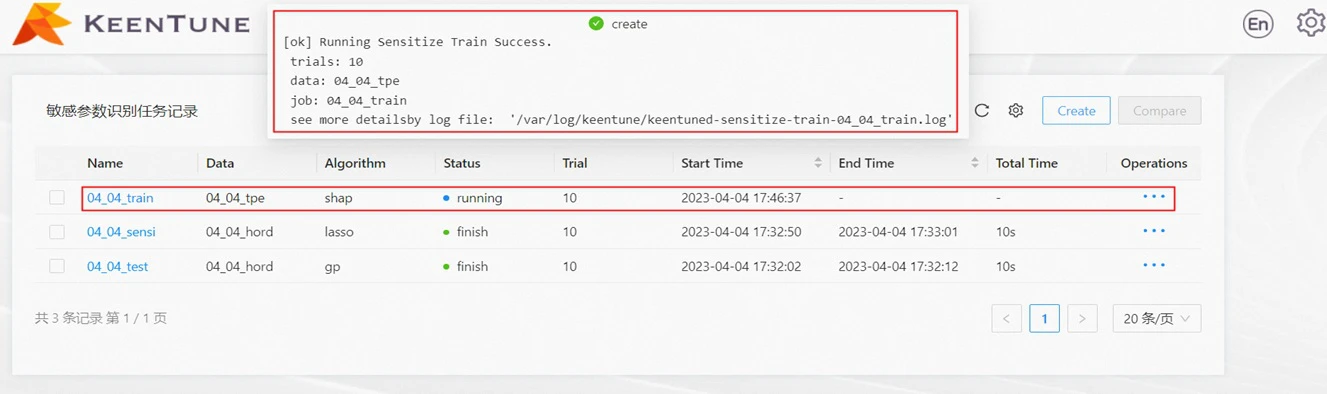 KEENTUNE
create
En
[ok] Running Sensitize Train Success.
trials: 10
data: 04_04_tpe
job: 04_04_train
see more detailsby log file: '/var/log/keentune/keentuned-sensitize-train-04_04_train.log'
敏感参数识别任务记录
Create
Compare
Name Data Algorithm Status Trial Start Time End Time Total Time Operations
04_04_train 04_04_tpe shap running 10 2023-04-04 17:46:37 - - ...
04_04_sensi 04_04_hord lasso finish 10 2023-04-04 17:32:50 2023-04-04 17:33:01 10s ...
04_04_test 04_04_hord gp finish 10 2023-04-04 17:32:02 2023-04-04 17:32:12 10s ...
共 3 条记录 第 1 / 1 页
< 1 > 20 条/页